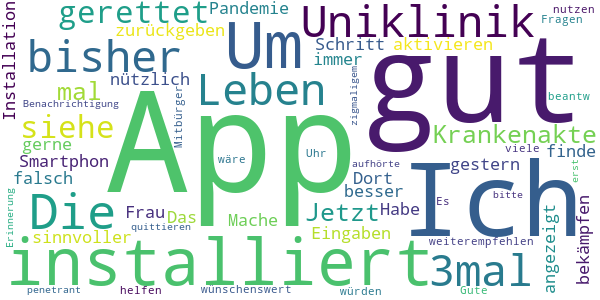 gerettet
Pandemie
Uniklinik
nutzen
Fragen
Installation
zurückgeben
Um
Schritt
aktivieren
bisher
immer
gut
mal
nützlich
Leben
zigmaligem
beantw
Benachrichtigung
App
siehe
Mitbürger
Krankenakte
gerne
viele
finde
Smartphon
wäre
Uhr
aufhörte
Ich
gestern
erst
falsch
Dort
besser
bitte
Die
Frau
Das
Jetzt
Habe
Es
Mache
quittieren
Erinnerung
sinnvoller
Eingaben
weiterempfehlen
angezeigt
bekämpfen
installiert
3mal
penetrant
helfen
wünschenswert
würden
Gute